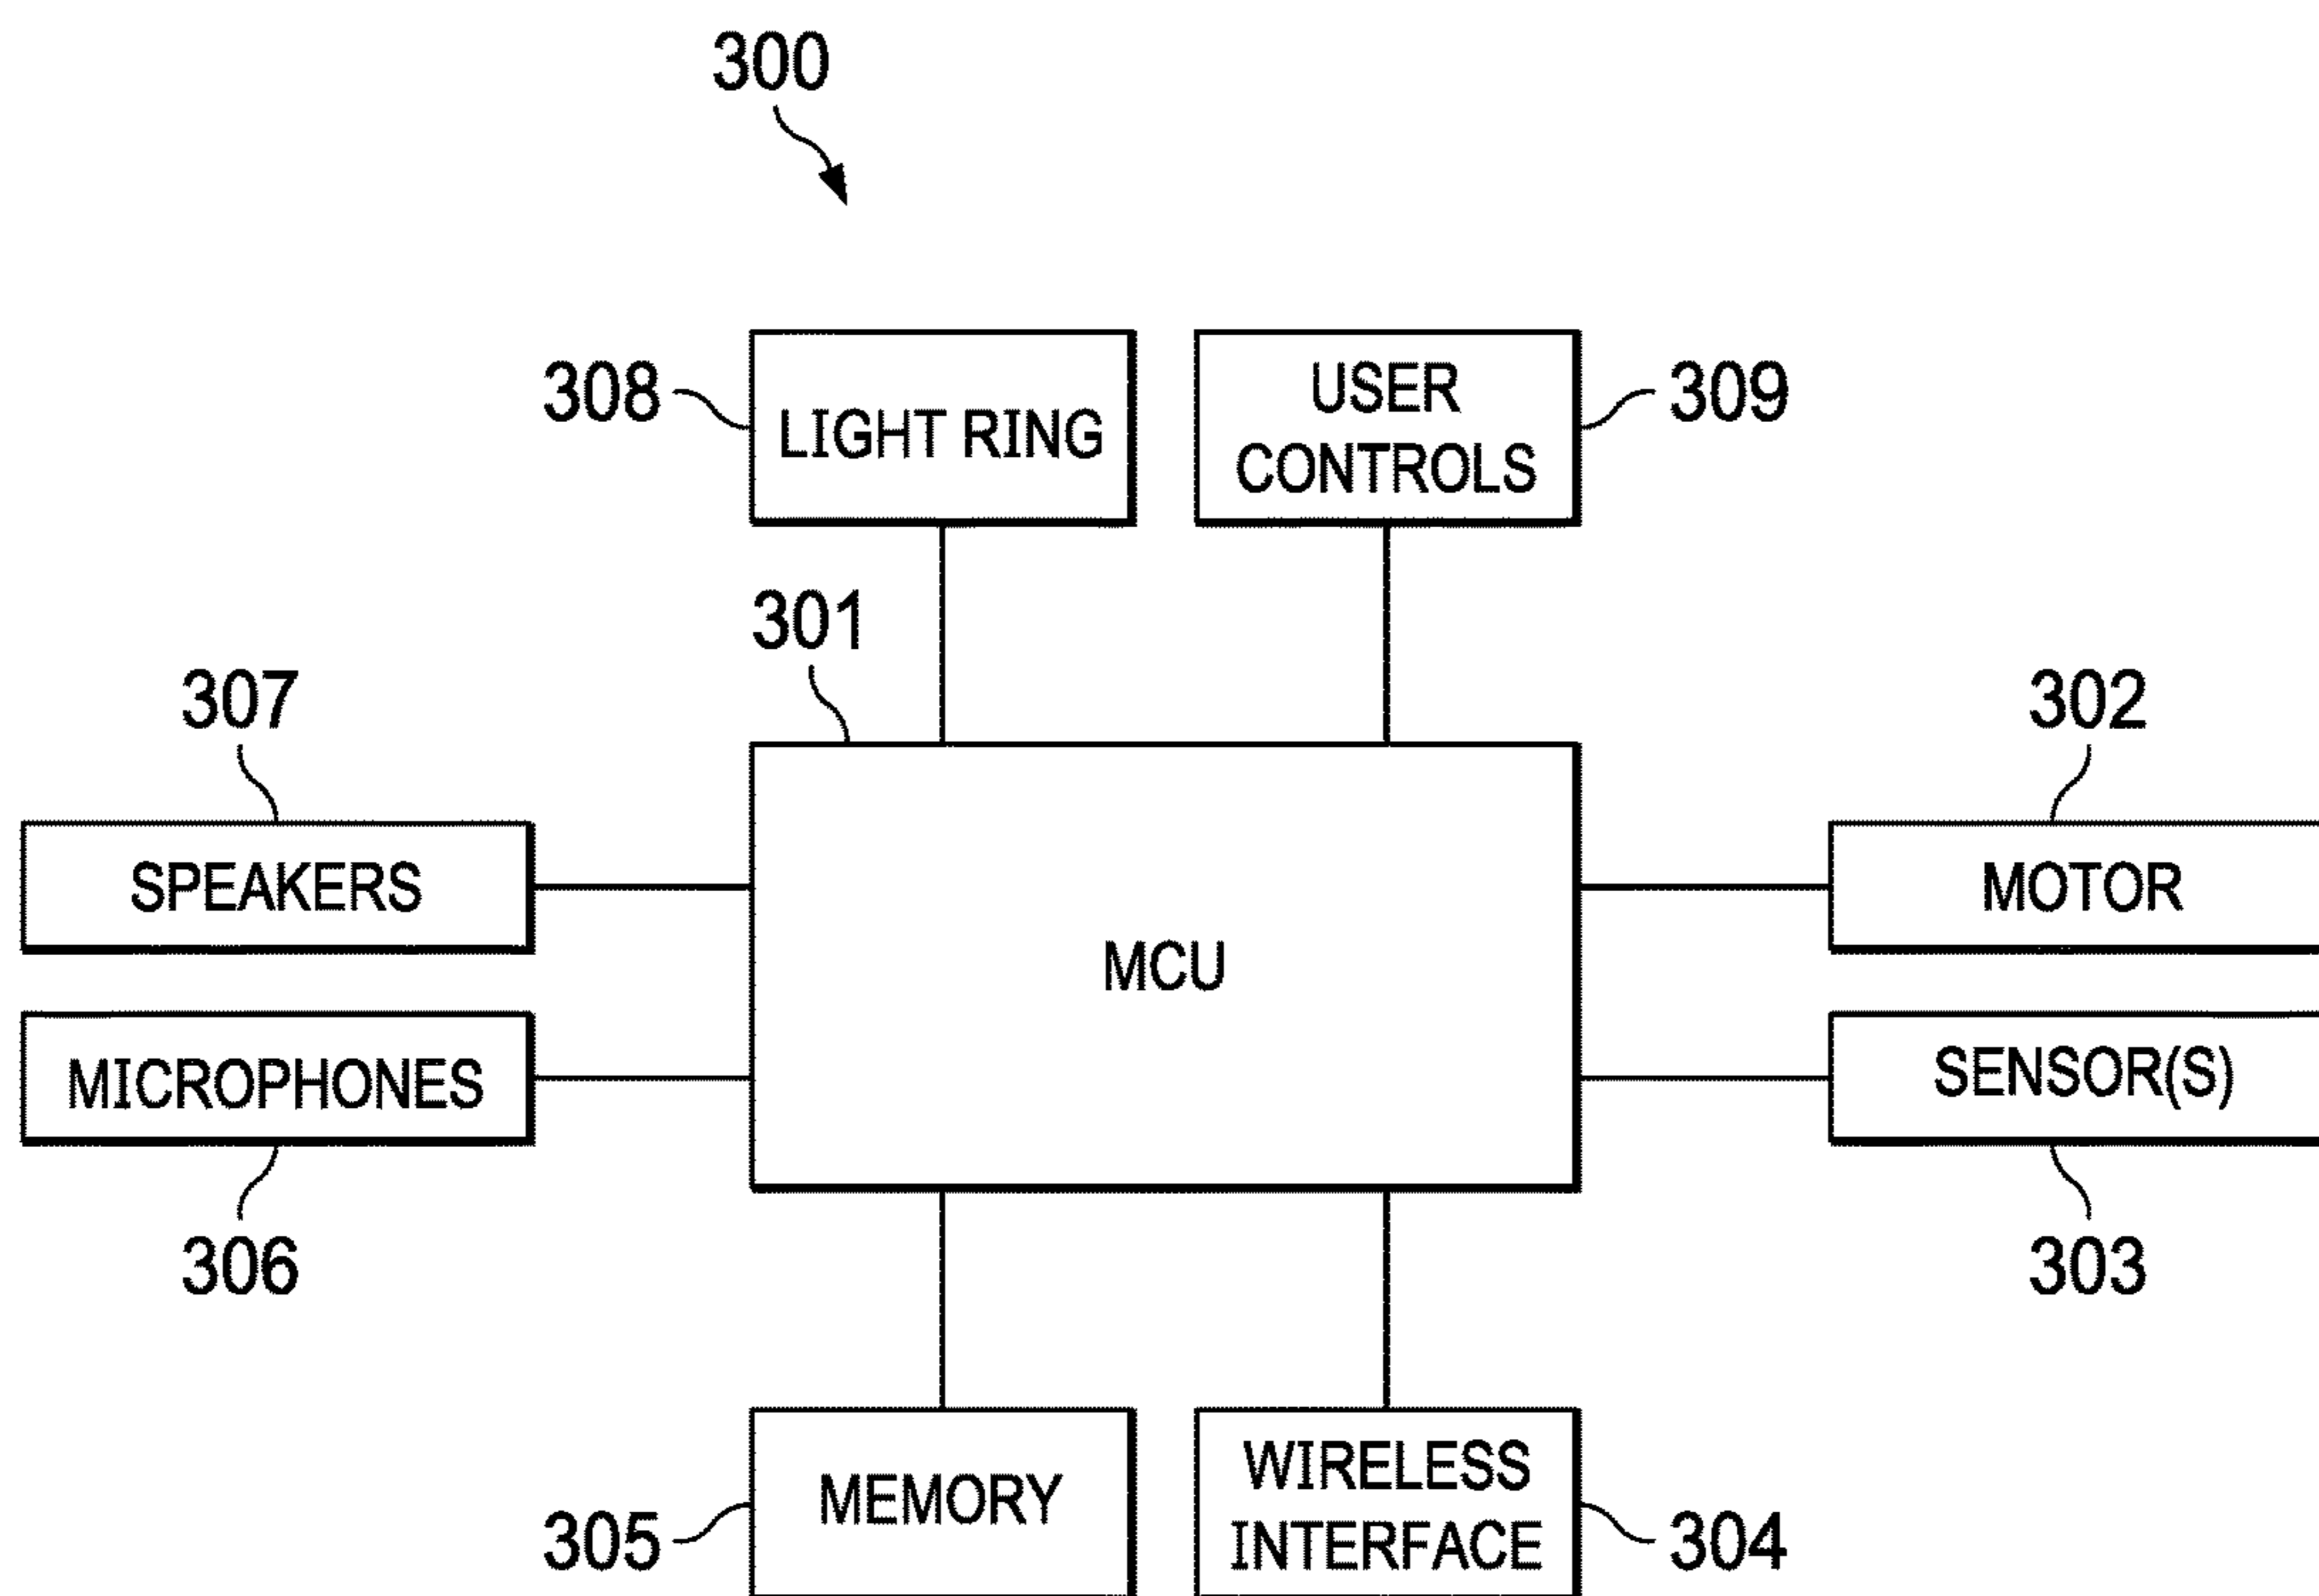 300
308
LIGHT RING
USER
CONTROLS
309
301
307
302
SPEAKERS
MOTOR
MCU
MICROPHONES
SENSOR(S)
306
303
305
MEMORY
WIRELESS
INTERFACE
304